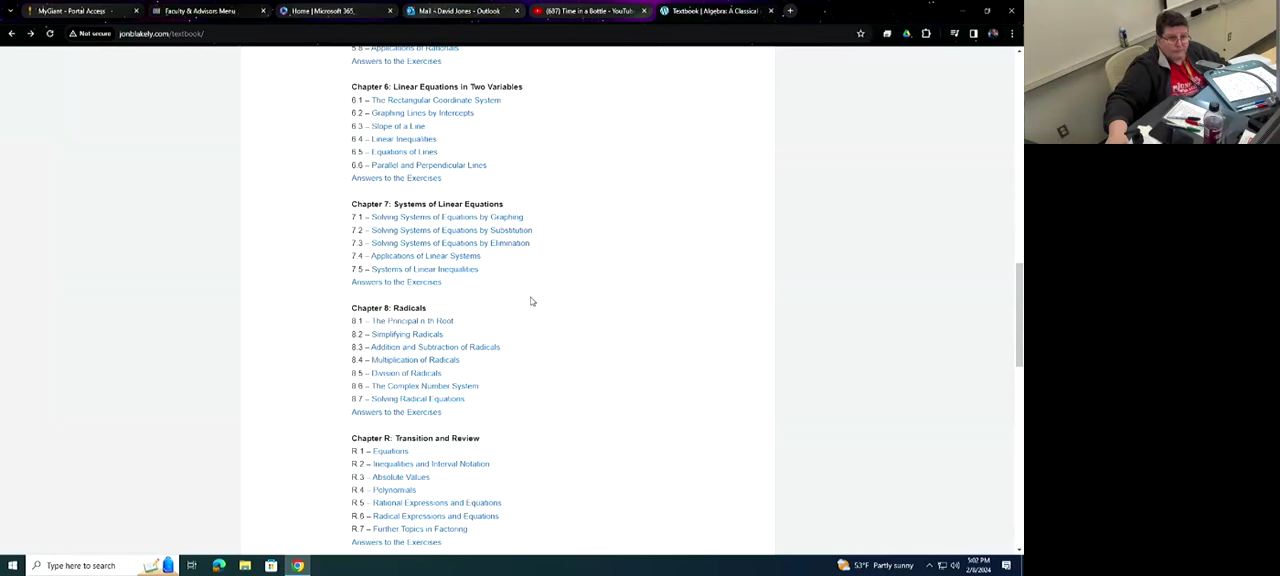 MyGiant - Portal Access
Faculty & Advisors Menu
Home | Microsoft 365
Mail - David Jones - Outlook
(687) Time in a Bottle - YouTube
Textbook | Algebra: A Classical
Not secure
jonblakely.com/textbook/
5.8 – Applications of Rationals
Answers to the Exercises
Chapter 6: Linear Equations in Two Variables
6.1 – The Rectangular Coordinate System
6.2 – Graphing Lines by Intercepts
6.3 – Slope of a Line
6.4 – Linear Inequalities
6.5 – Equations of Lines
6.6 – Parallel and Perpendicular Lines
Answers to the Exercises
Chapter 7: Systems of Linear Equations
7.1 – Solving Systems of Equations by Graphing
7.2 – Solving Systems of Equations by Substitution
7.3 – Solving Systems of Equations by Elimination
7.4 – Applications of Linear Systems
7.5 – Systems of Linear Inequalities
Answers to the Exercises
Chapter 8: Radicals
8.1 – The Principal n th Root
8.2 – Simplifying Radicals
8.3 – Addition and Subtraction of Radicals
8.4 – Multiplication of Radicals
8.5 – Division of Radicals
8.6 – The Complex Number System
8.7 – Solving Radical Equations
Answers to the Exercises
Chapter R: Transition and Review
R.1 – Equations
R.2 – Inequalities and Interval Notation
R.3 – Absolute Values
R.4 – Polynomials
R.5 – Rational Expressions and Equations
R.6 – Radical Expressions and Equations
R.7 – Further Topics in Factoring
Answers to the Exercises
Type here to search
53°F Partly sunny
5:02 PM
2/8/2024